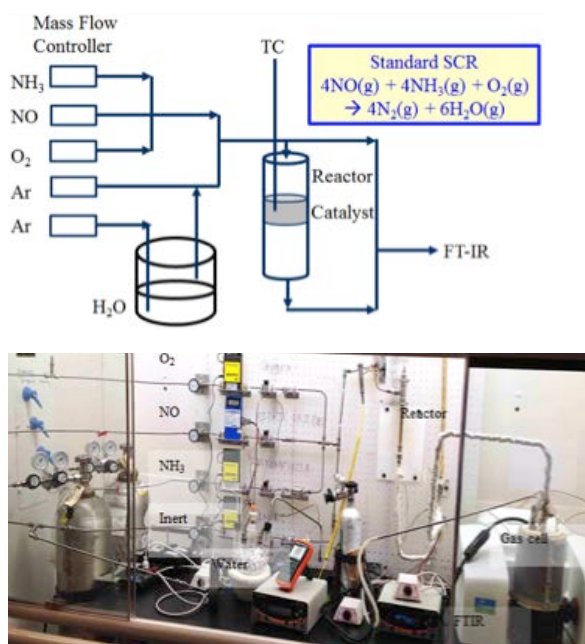 Mass Flow
Controller
NH₃
NO
O₂
Ar
Ar
H₂O
TC
Standard SCR
4NO(g) + 4NH₃(g) + O₂(g)
→ 4N₂(g) + 6H₂O(g)
Reactor
Catalyst
FT-IR
O₂
NO
NH₃
Inert
Water
Reactor
Gas cell
FTIR